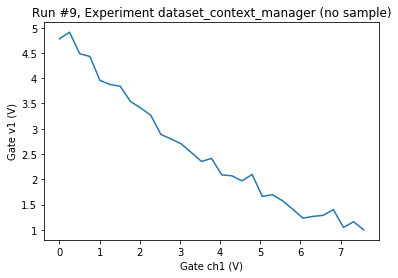 Run #9, Experiment dataset_context_manager (no sample)
5
4.5
4
3.5
3
2.5
2
1.5
1
Gate v1 (V)
0 1 2 3 4 5 6 7
Gate ch1 (V)